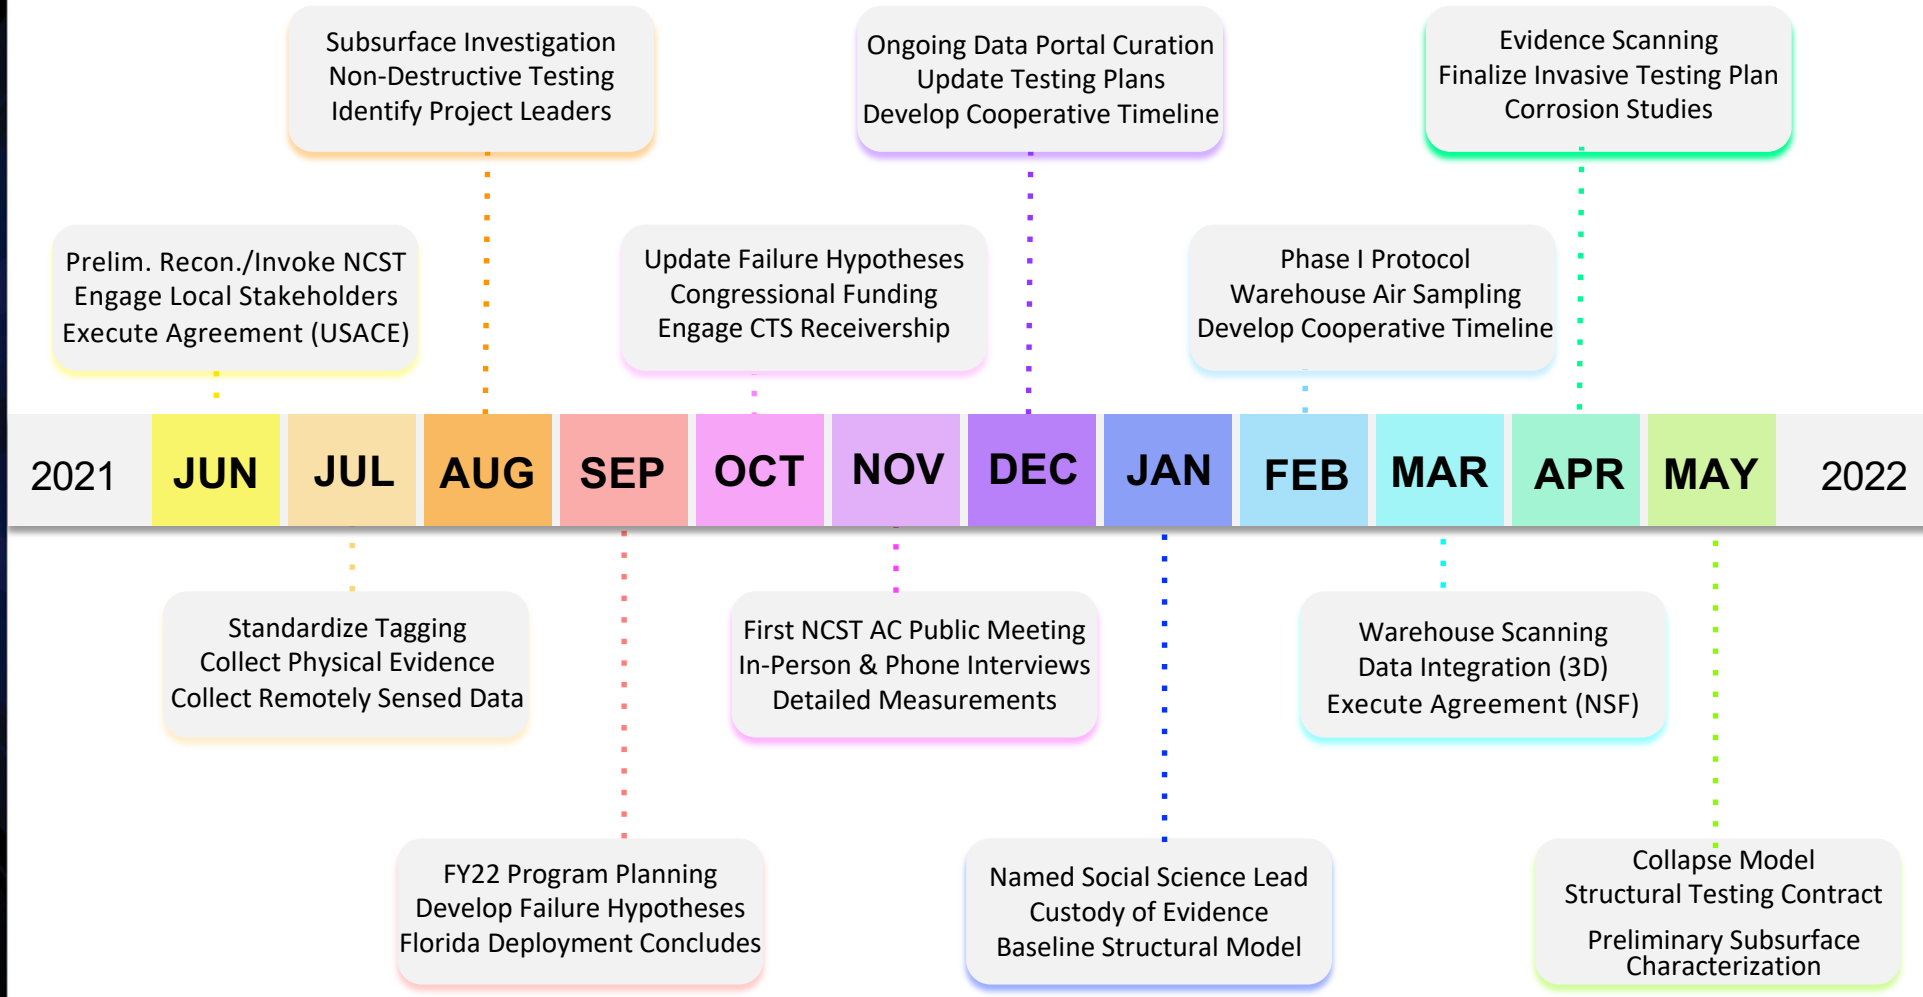 Subsurface Investigation
Non-Destructive Testing
Identify Project Leaders
Ongoing Data Portal Curation
Update Testing Plans
Develop Cooperative Timeline
Evidence Scanning
Finalize Invasive Testing Plan
Corrosion Studies
Prelim. Recon./Invoke NCST
Engage Local Stakeholders
Execute Agreement (USACE)
Update Failure Hypotheses
Congressional Funding
Engage CTS Receivership
Phase I Protocol
Warehouse Air Sampling
Develop Cooperative Timeline
2021 JUN JUL AUG SEP OCT NOV DEC JAN FEB MAR APR MAY 2022
Standardize Tagging
Collect Physical Evidence
Collect Remotely Sensed Data
First NCST AC Public Meeting
In-Person & Phone Interviews
Detailed Measurements
Warehouse Scanning
Data Integration (3D)
Execute Agreement (NSF)
FY22 Program Planning
Develop Failure Hypotheses
Florida Deployment Concludes
Named Social Science Lead
Custody of Evidence
Baseline Structural Model
Collapse Model
Structural Testing Contract
Preliminary Subsurface
Characterization